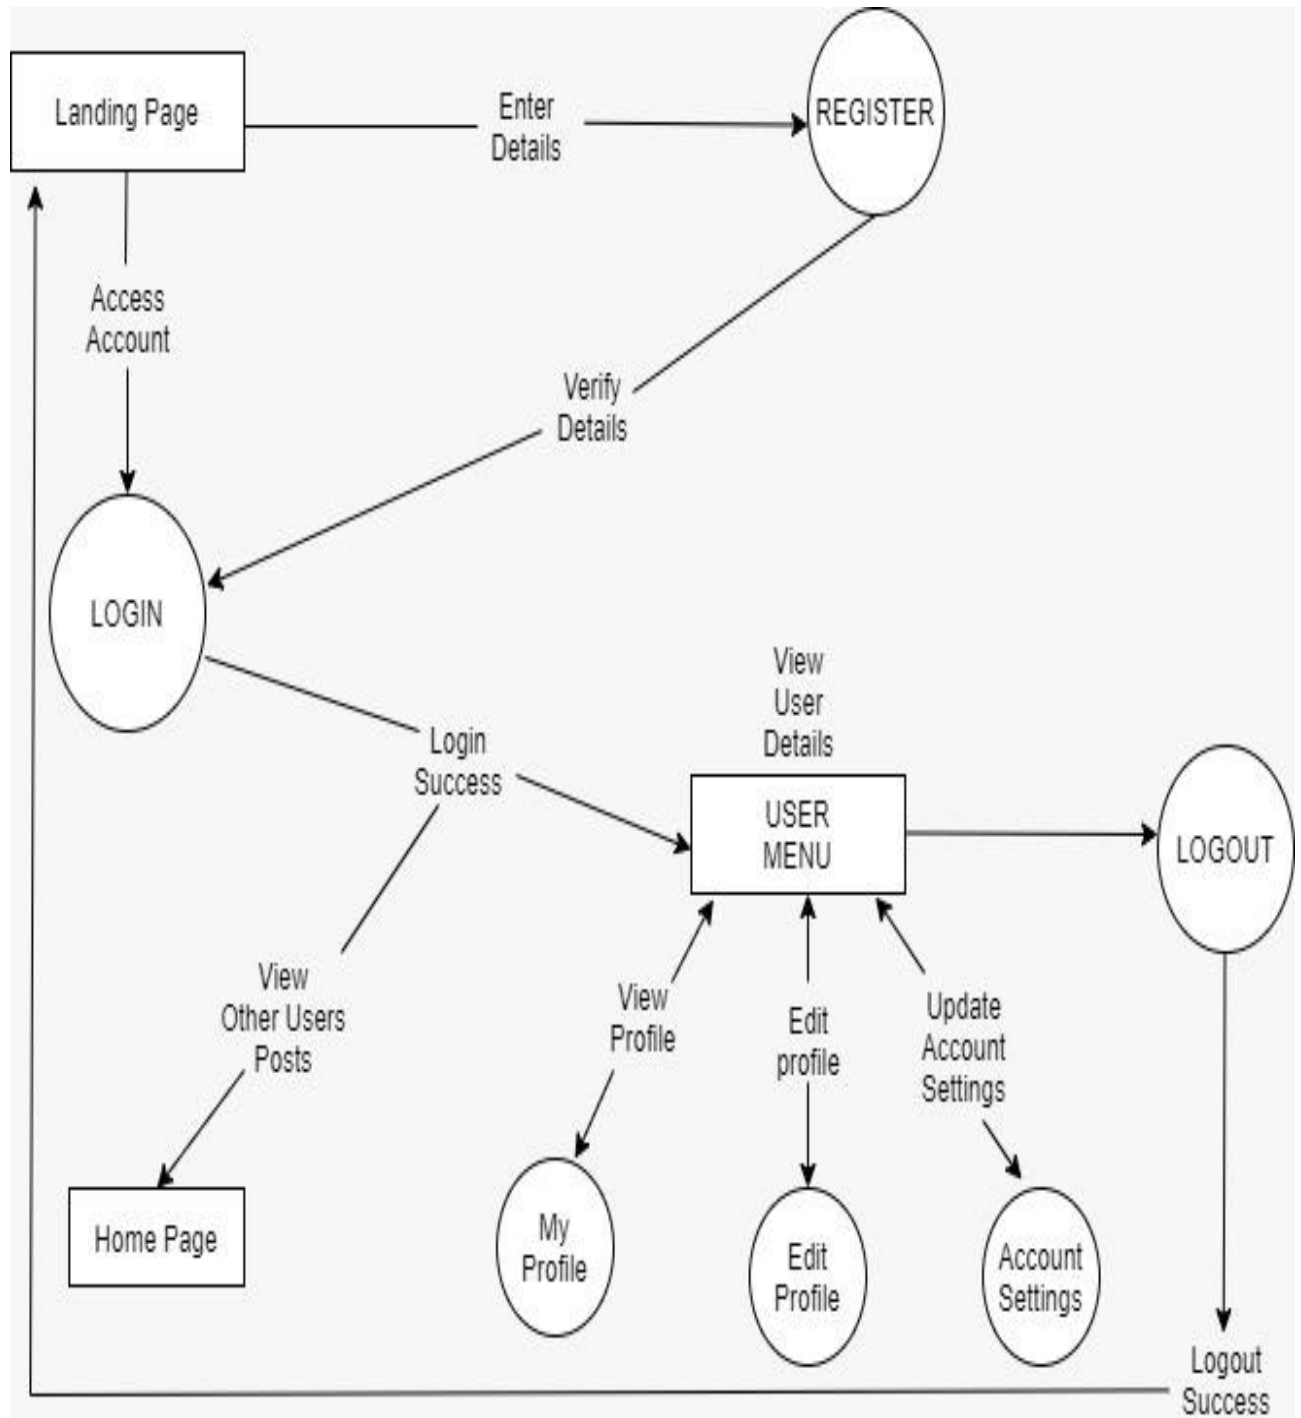 Landing Page
Enter
Details
REGISTER
Access
Account
Verify
Details
LOGIN
View
User
Details
Login
Success
USER
MENU
LOGOUT
View
Other Users
Posts
View
Profile
Edit
profile
Update
Account
Settings
Home Page
My
Profile
Edit
Profile
Account
Settings
Logout
Success